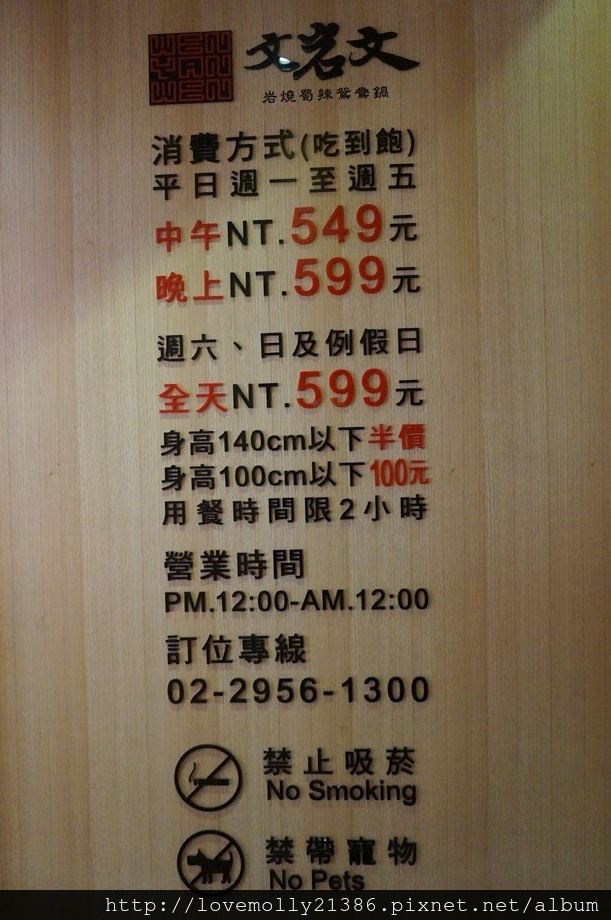 WEN
YAN
WEN
文岩文
岩燒蜀辣鴛鴦鍋
消費方式(吃到飽)
平日週一至週五
中午NT.549元
晚上NT.599元
週六、日及例假日
全天NT.599元
身高140cm以下半價
身高100cm以下100元
用餐時間限2小時
營業時間
PM.12:00-AM.12:00
訂位專線
02-2956-1300
禁止吸菸
No Smoking
禁帶寵物
No Pets
http://lovemolly21386.pixnet.net/album